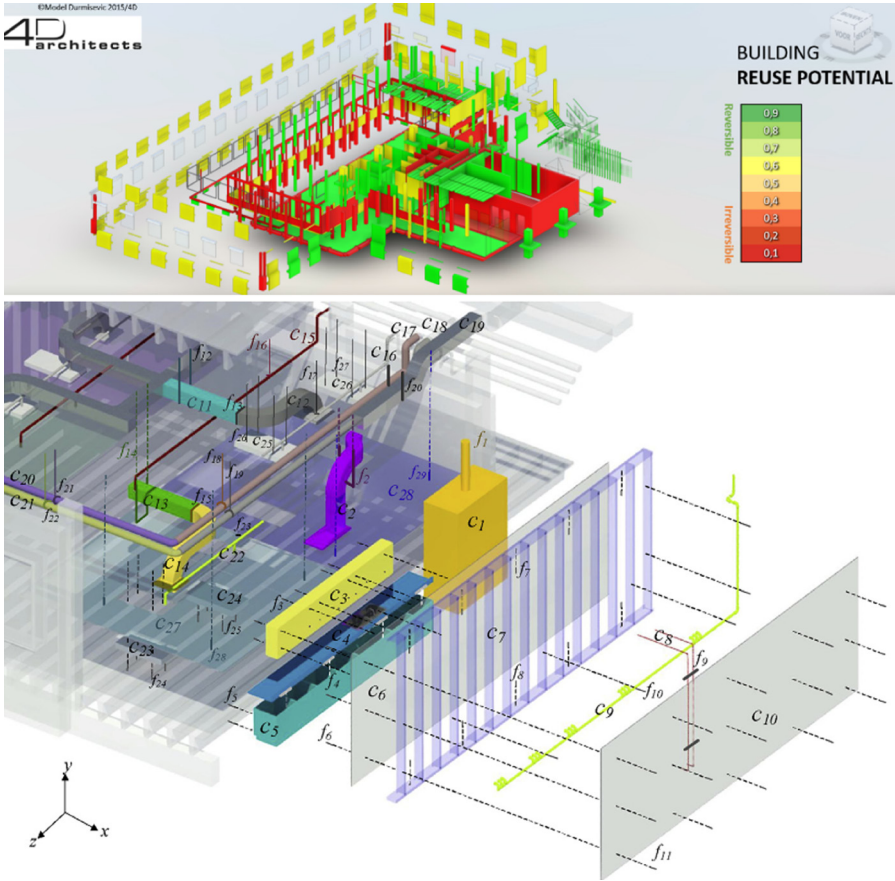 ©Model Durmisevic 2015/4D
4D
architects
BUILDING
REUSE POTENTIAL
Reversible
Irreversible
0,9
0,8
0,7
0,6
0,5
0,4
0,3
0,2
0,1
c15
c17
c18
c19
f12
f16
f27
c16
f17
c26
f20
c11
f13
c12
f26
c25
f1
f14
f18
f2
c20
f21
f19
f29
c28
c21
f22
c13
f15
c2
c1
f23
c22
c14
f7
c3
f3
c24
c27
f25
c4
c7
c8
c23
f28
f9
f24
f5
f4
c6
f8
f10
c9
c10
c5
f6
y
x
z
f11